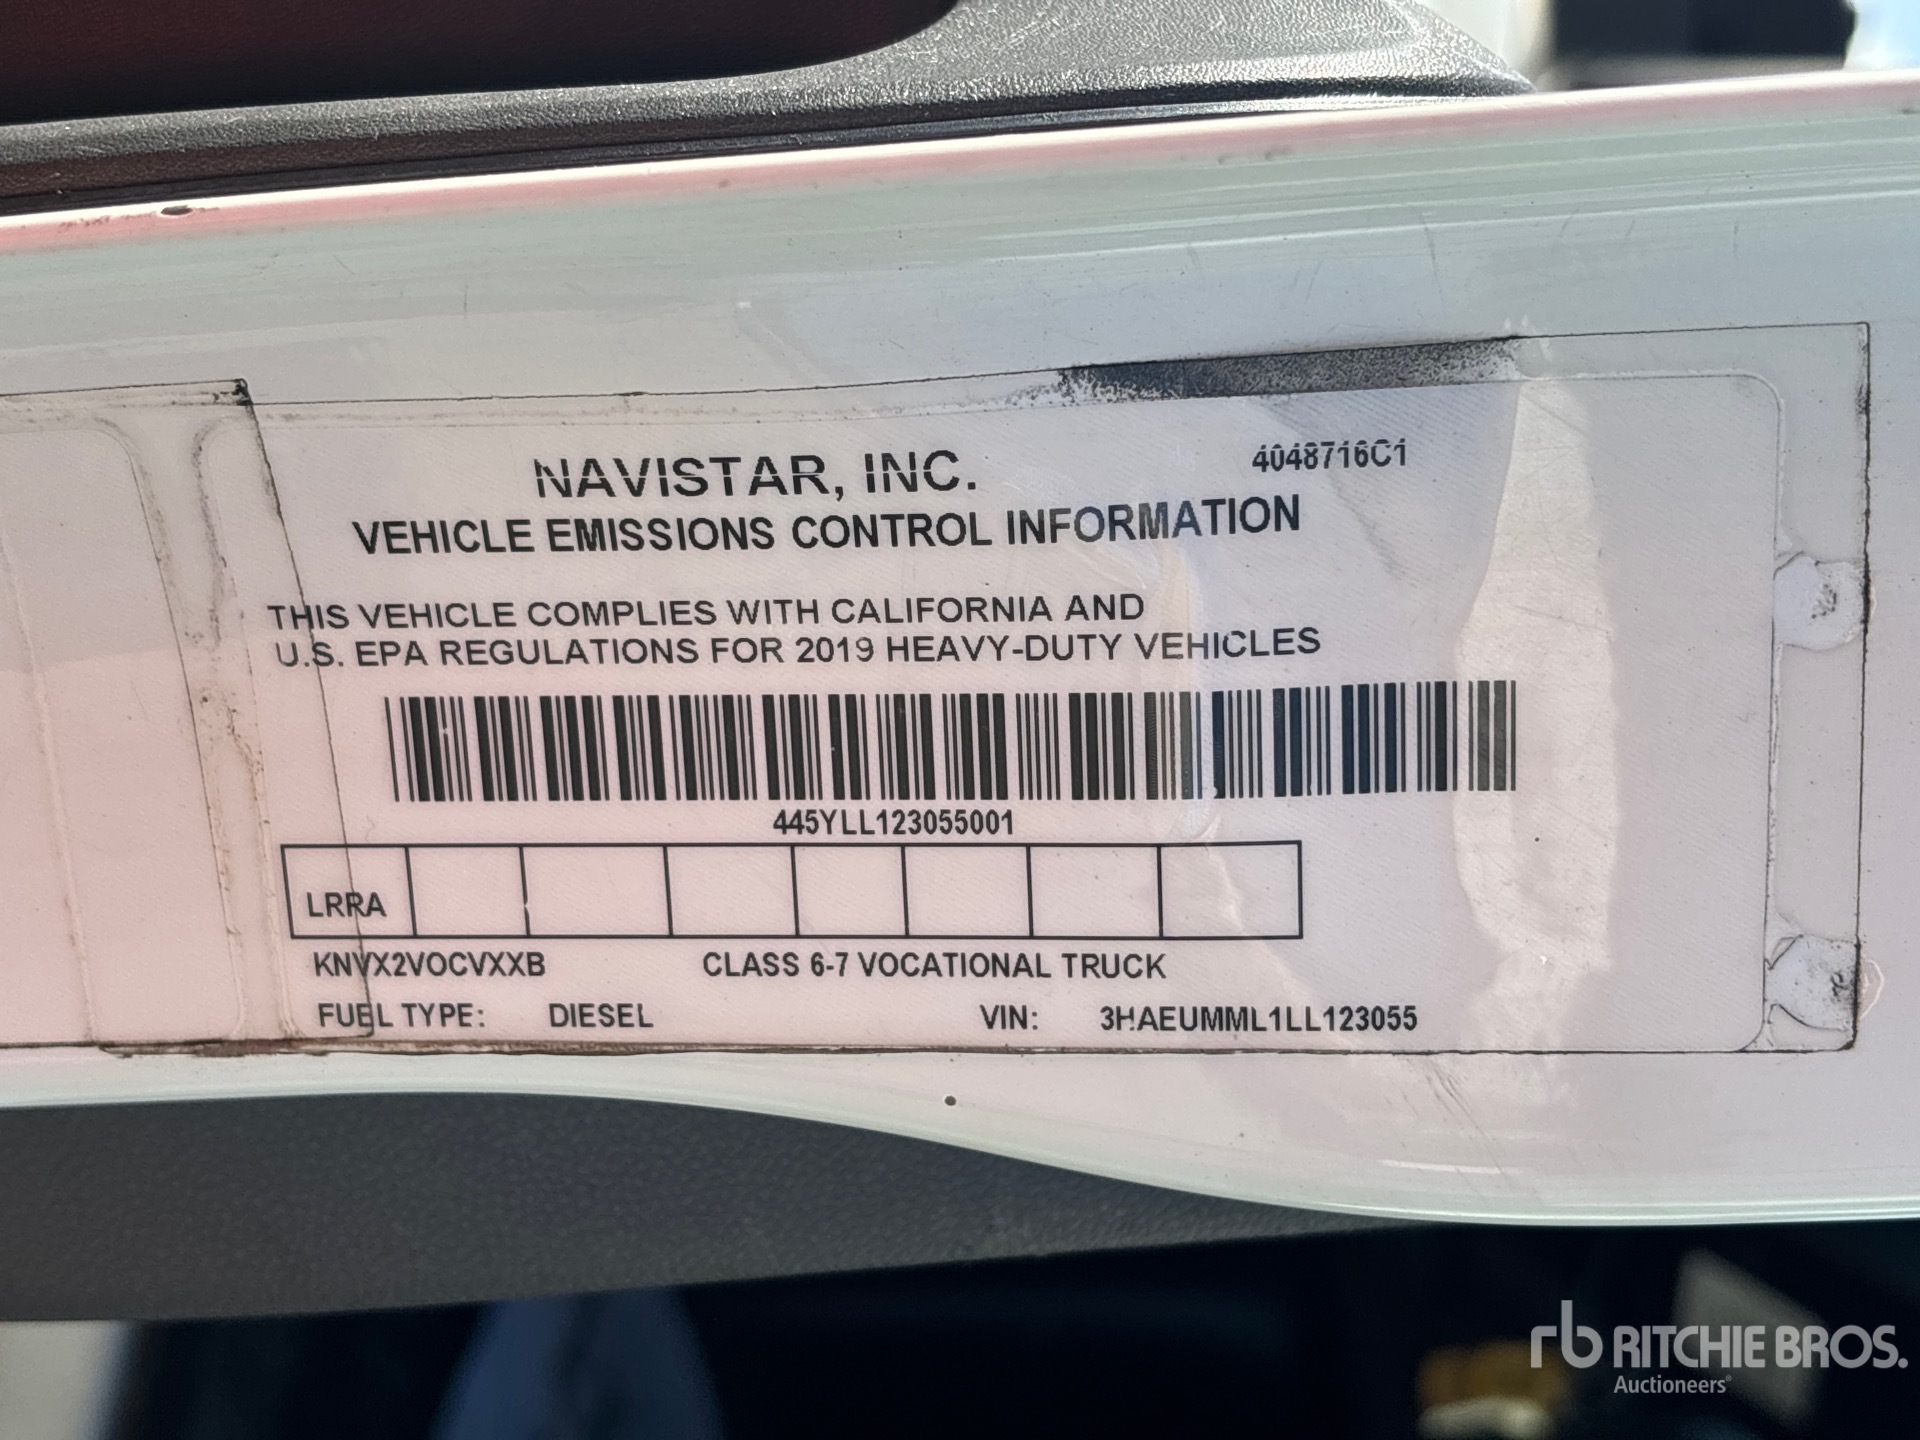 NAVISTAR, INC. 4048716C1
VEHICLE EMISSIONS CONTROL INFORMATION
THIS VEHICLE COMPLIES WITH CALIFORNIA AND
U.S. EPA REGULATIONS FOR 2019 HEAVY-DUTY VEHICLES
445YLL123055001
LRRA
KNVX2VOCVXXB CLASS 6-7 VOCATIONAL TRUCK
FUEL TYPE: DIESEL VIN: 3HAEUMML1LL123055
rb RITCHIE BROS.
Auctioneers